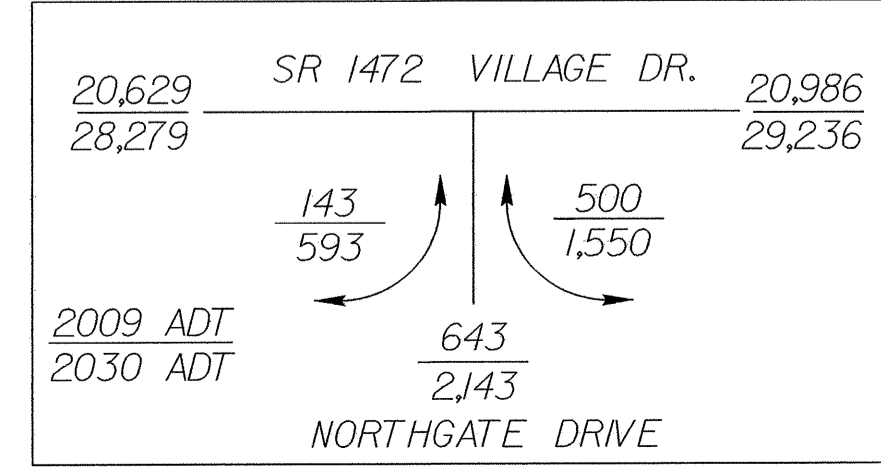 SR 1472 VILLAGE DR.
20,629
28,279
20,986
29,236
143
593
500
1,550
2009 ADT
2030 ADT
643
2,143
NORTHGATE DRIVE